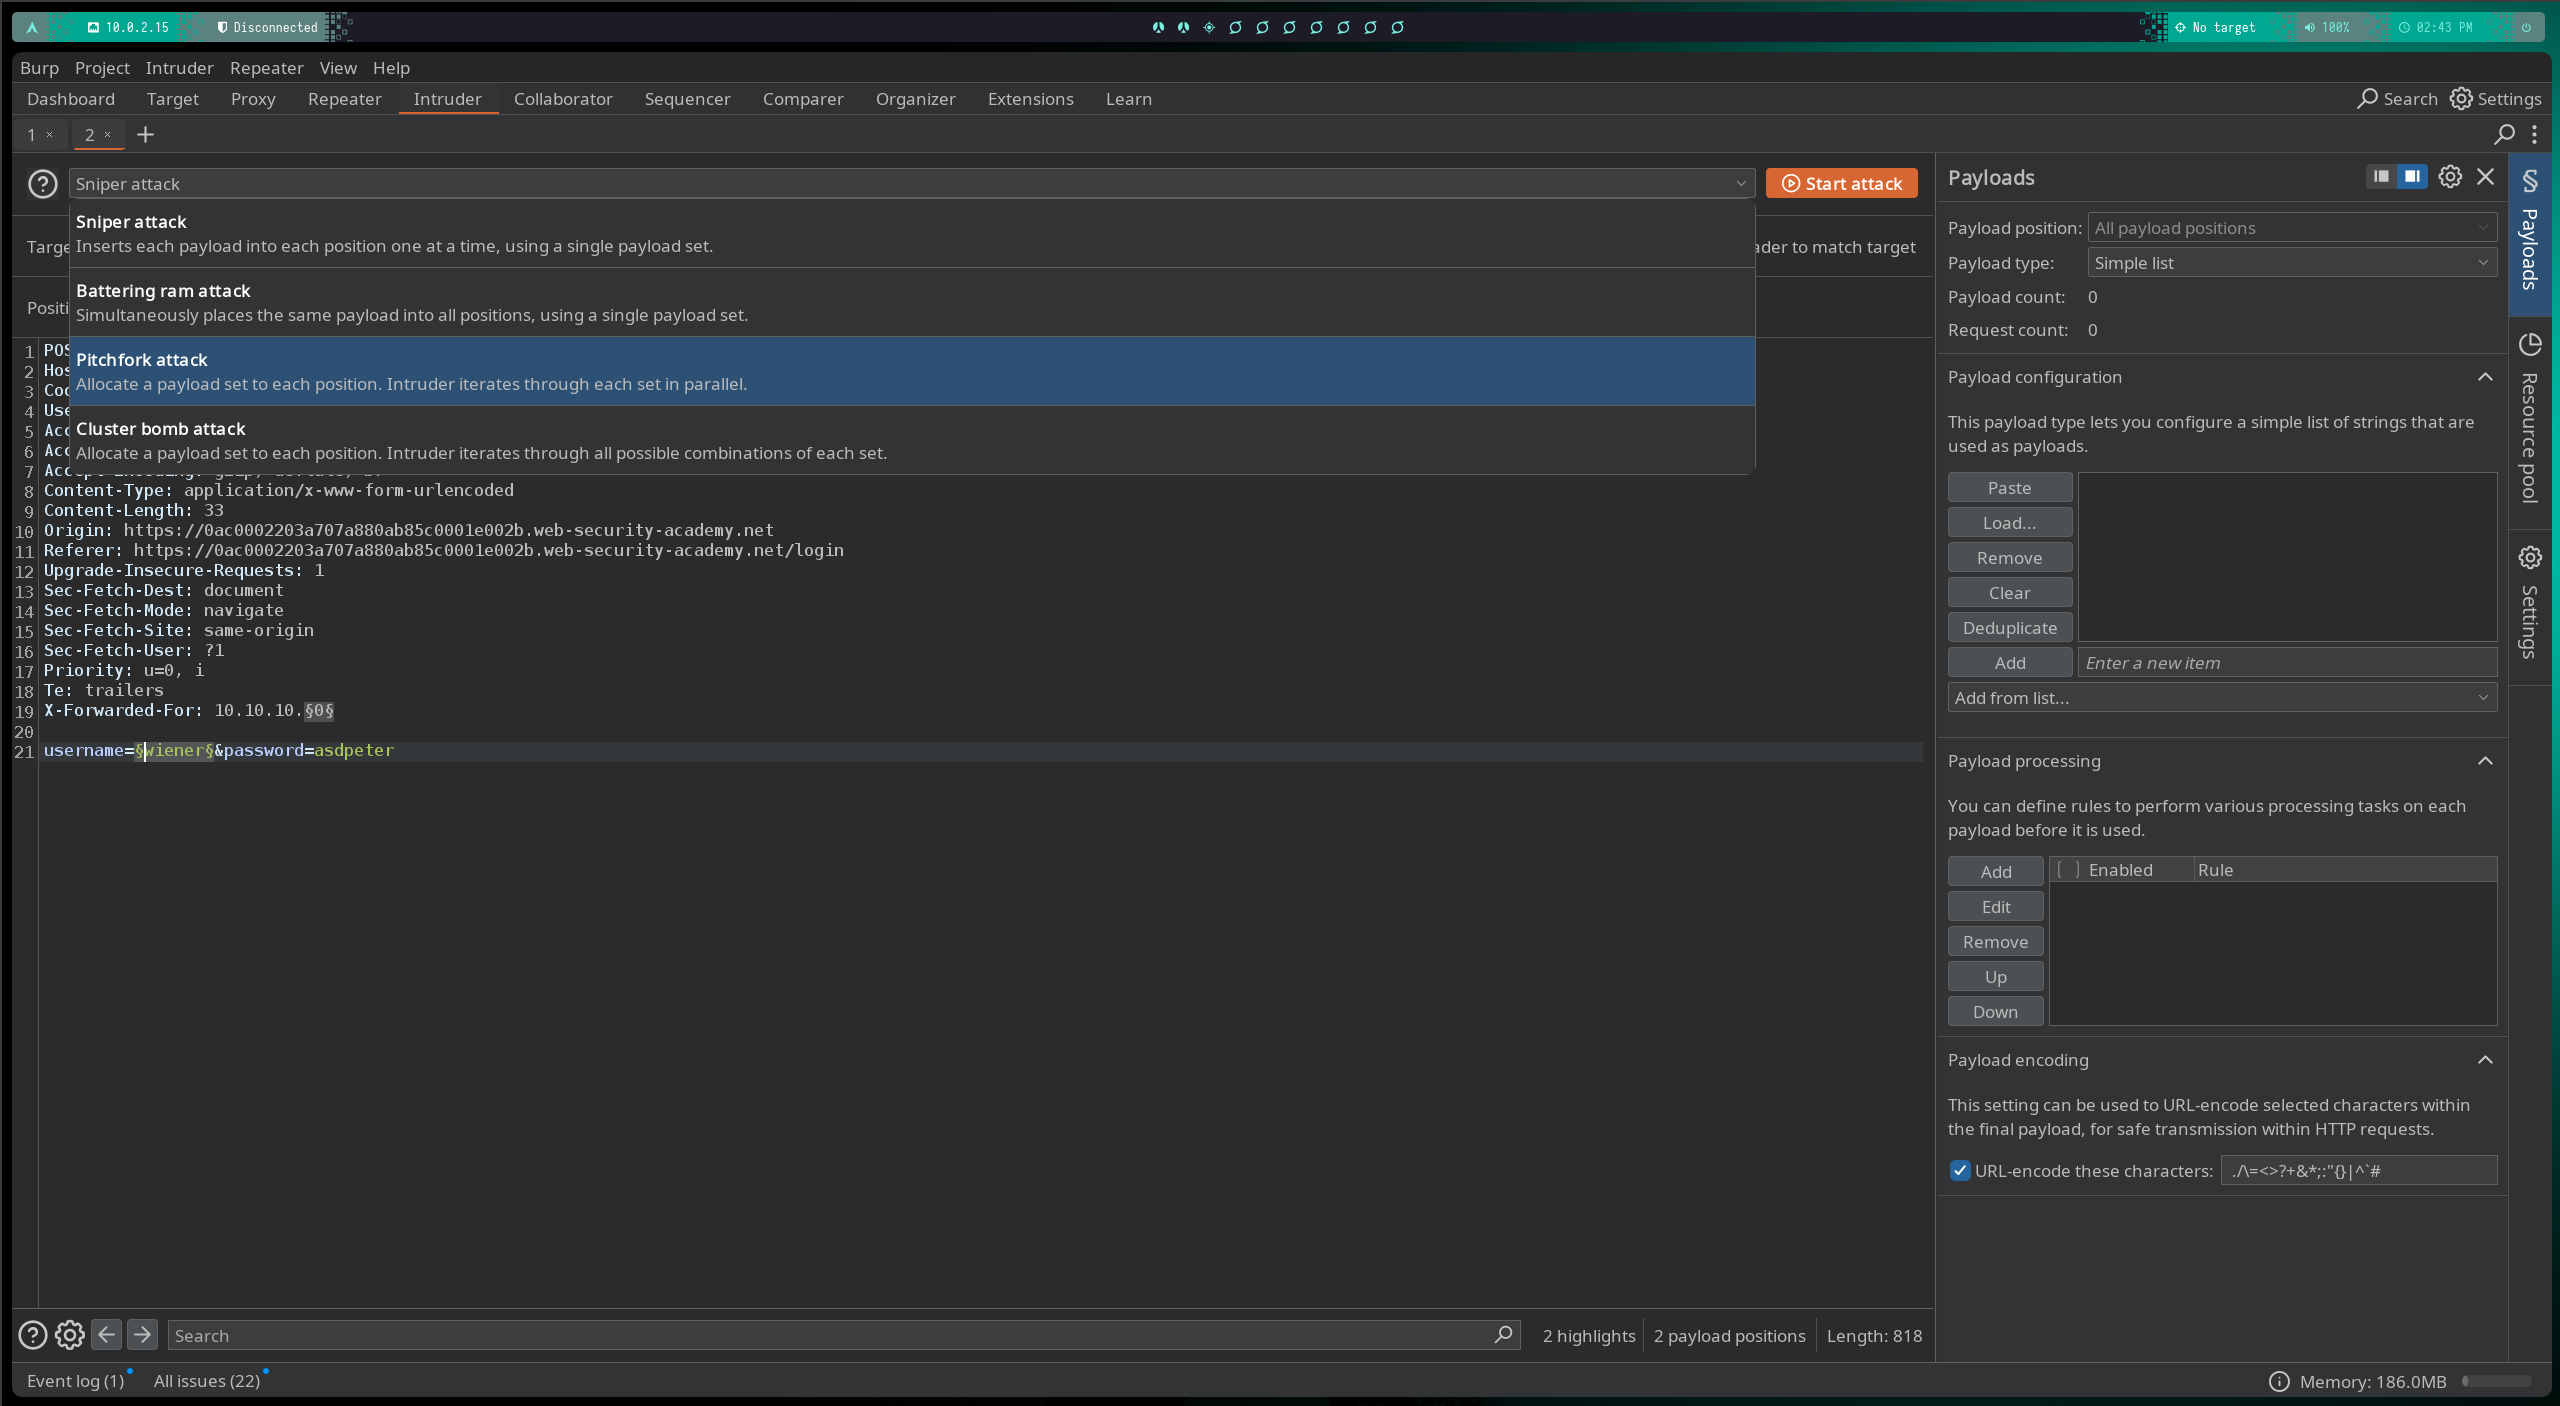 10.0.2.15 Disconnected No target 100% 02:43 PM
Burp Project Intruder Repeater View Help
Dashboard Target Proxy Repeater Intruder Collaborator Sequencer Comparer Organizer Extensions Learn Search Settings
1 × 2 × +
Sniper attack
Start attack
Sniper attack
Inserts each payload into each position one at a time, using a single payload set.
Battering ram attack
Simultaneously places the same payload into all positions, using a single payload set.
Pitchfork attack
Allocate a payload set to each position. Intruder iterates through each set in parallel.
Cluster bomb attack
Allocate a payload set to each position. Intruder iterates through all possible combinations of each set.
Targe
ader to match target
Positi
1 POS
2 Hos
3 Coo
4 Use
5 Acc
6 Acc
7
8 Content-Type: application/x-www-form-urlencoded
9 Content-Length: 33
10 Origin: https://0ac0002203a707a880ab85c0001e002b.web-security-academy.net
11 Referer: https://0ac0002203a707a880ab85c0001e002b.web-security-academy.net/login
12 Upgrade-Insecure-Requests: 1
13 Sec-Fetch-Dest: document
14 Sec-Fetch-Mode: navigate
15 Sec-Fetch-Site: same-origin
16 Sec-Fetch-User: ?1
17 Priority: u=0, i
18 Te: trailers
19 X-Forwarded-For: 10.10.10.§0§
20
21 username=§wiener§&password=asdpeter
Search
2 highlights 2 payload positions Length: 818
Payloads
Payload position: All payload positions
Payload type: Simple list
Payload count: 0
Request count: 0
Payload configuration
This payload type lets you configure a simple list of strings that are
used as payloads.
Paste
Load...
Remove
Clear
Deduplicate
Add Enter a new item
Add from list...
Payload processing
You can define rules to perform various processing tasks on each
payload before it is used.
Add
Edit
Remove
Up
Down
Enabled Rule
Payload encoding
This setting can be used to URL-encode selected characters within
the final payload, for safe transmission within HTTP requests.
URL-encode these characters: ./\=<>?+&*;:"{}|^`#
§ Payloads
Resource pool
Settings
Event log (1) All issues (22)
Memory: 186.0MB